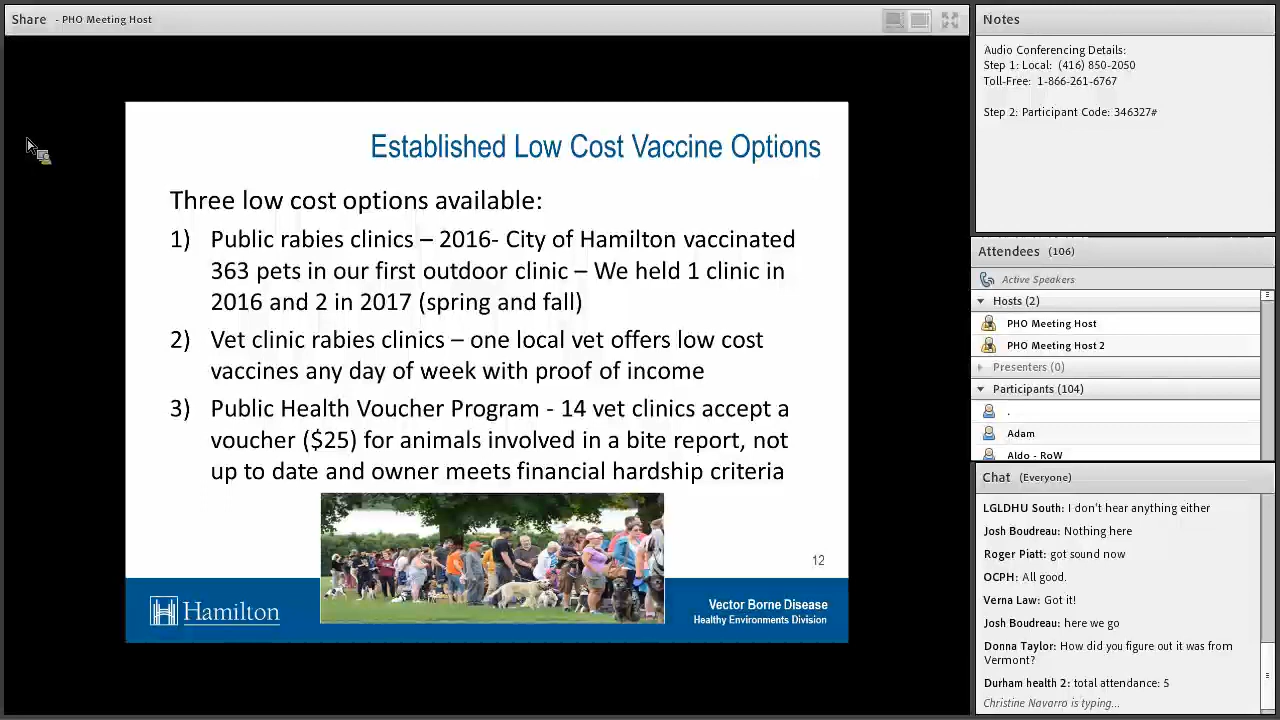 Share - PHO Meeting Host
Established Low Cost Vaccine Options
Three low cost options available:
1) Public rabies clinics – 2016- City of Hamilton vaccinated
363 pets in our first outdoor clinic – We held 1 clinic in
2016 and 2 in 2017 (spring and fall)
2) Vet clinic rabies clinics – one local vet offers low cost
vaccines any day of week with proof of income
3) Public Health Voucher Program - 14 vet clinics accept a
voucher ($25) for animals involved in a bite report, not
up to date and owner meets financial hardship criteria
12
Hamilton
Vector Borne Disease
Healthy Environments Division
Notes
Audio Conferencing Details:
Step 1: Local: (416) 850-2050
Toll-Free: 1-866-261-6767
Step 2: Participant Code: 346327#
Attendees (106)
Active Speakers
Hosts (2)
PHO Meeting Host
PHO Meeting Host 2
Presenters (0)
Participants (104)
.
Adam
Aldo - RoW
Chat (Everyone)
LGLDHU South: I don't hear anything either
Josh Boudreau: Nothing here
Roger Piatt: got sound now
OCPH: All good.
Verna Law: Got it!
Josh Boudreau: here we go
Donna Taylor: How did you figure out it was from
Vermont?
Durham health 2: total attendance: 5
Christine Navarro is typing...